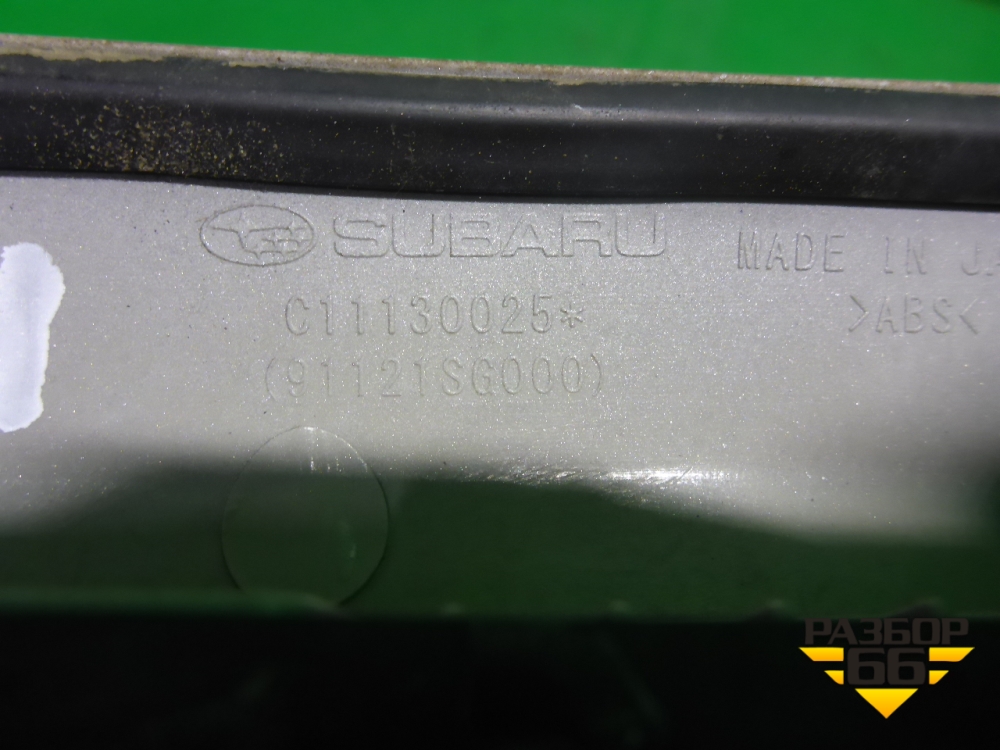 SUBARU
MADE IN JA
C11130025*
>ABS<
(91121SG000)
РАЗБОР
66